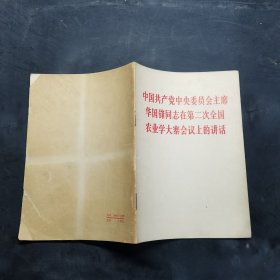 中国共产党中央委员会主席
华国锋同志在第二次全国
农业学大寨会议上的讲话